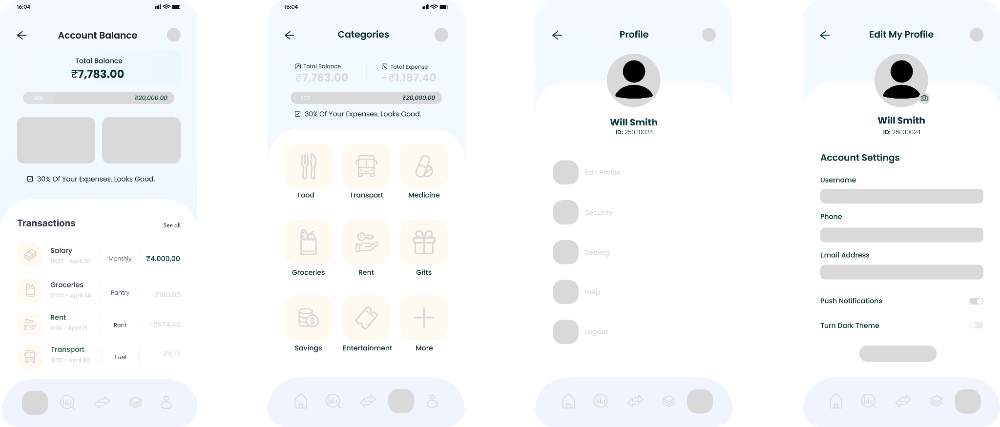 16:04
Account Balance
Total Balance
₹7,783.00
30%
₹20,000.00
30% Of Your Expenses, Looks Good.
Transactions
See all
Salary
18:27 - April 30
Monthly
₹4.000,00
Groceries
17:00 - April 24
Pantry
-₹100,00
Rent
8:30 - April 15
Rent
-₹674,40
Transport
9:30 - April 08
Fuel
-₹4,13
16:04
Categories
Total Balance
₹7,783.00
Total Expense
-₹1.187.40
30%
₹20,000.00
30% Of Your Expenses, Looks Good.
Food
Transport
Medicine
Groceries
Rent
Gifts
Savings
Entertainment
More
Profile
Will Smith
ID: 25030024
Edit Profile
Security
Setting
Help
Logout
Edit My Profile
Will Smith
ID: 25030024
Account Settings
Username
Phone
Email Address
Push Notifications
Turn Dark Theme